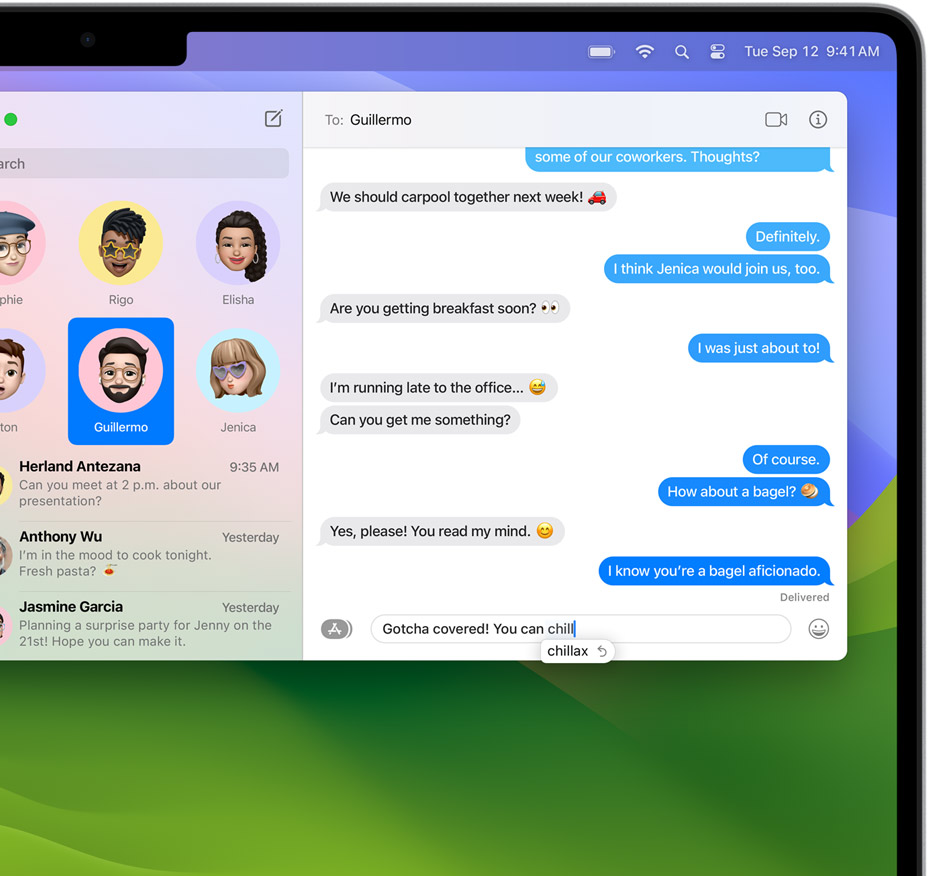 Tue Sep 12 9:41 AM
To: Guillermo
arch
phie
Rigo
Elisha
ton
Guillermo
Jenica
Herland Antezana 9:35 AM
Can you meet at 2 p.m. about our
presentation?
Anthony Wu Yesterday
I'm in the mood to cook tonight.
Fresh pasta? 🍝
Jasmine Garcia Yesterday
Planning a surprise party for Jenny on the
21st! Hope you can make it.
some of our coworkers. Thoughts?
We should carpool together next week! 🚗
Definitely.
I think Jenica would join us, too.
Are you getting breakfast soon? 👀
I was just about to!
I'm running late to the office... 😅
Can you get me something?
Of course.
How about a bagel? 🥯
Yes, please! You read my mind. 😊
I know you're a bagel aficionado.
Delivered
Gotcha covered! You can chill
chillax